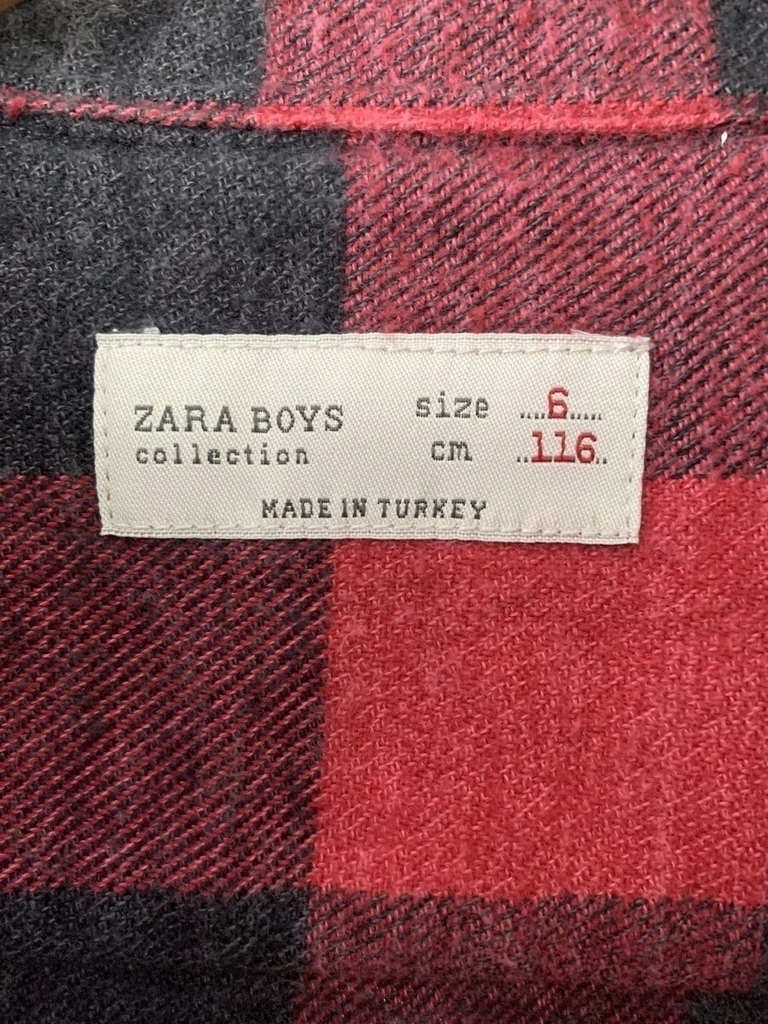 ZARA BOYS size 6
collection cm 116
MADE IN TURKEY